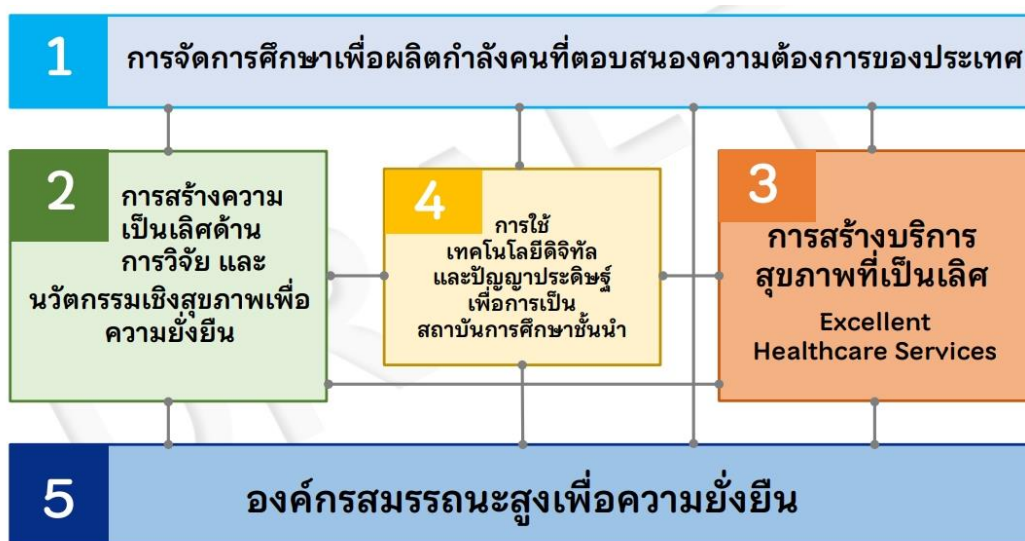 1
การจัดการศึกษาเพื่อผลิตกำลังคนที่ตอบสนองความต้องการของประเทศ
2
การสร้างความ
เป็นเลิศด้าน
การวิจัย และ
นวัตกรรมเชิงสุขภาพเพื่อ
ความยั่งยืน
4
การใช้
เทคโนโลยีดิจิทัล
และปัญญาประดิษฐ์
เพื่อการเป็น
สถาบันการศึกษาชั้นนำ
3
การสร้างบริการ
สุขภาพที่เป็นเลิศ
Excellent
Healthcare Services
5
องค์กรสมรรถนะสูงเพื่อความยั่งยืน